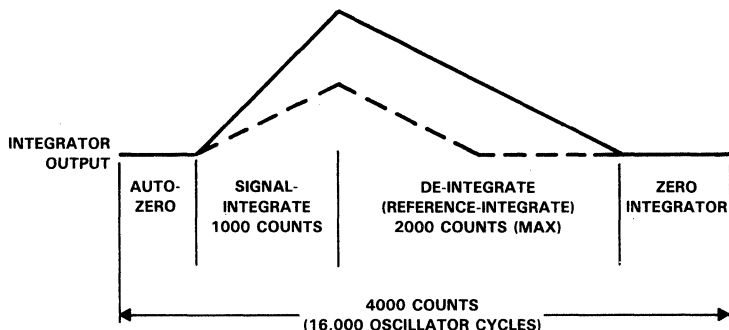 INTEGRATOR
OUTPUT
AUTO-
ZERO
SIGNAL-
INTEGRATE
1000 COUNTS
DE-INTEGRATE
(REFERENCE-INTEGRATE)
2000 COUNTS (MAX)
ZERO
INTEGRATOR
4000 COUNTS
(16,000 OSCILLATOR CYCLES)